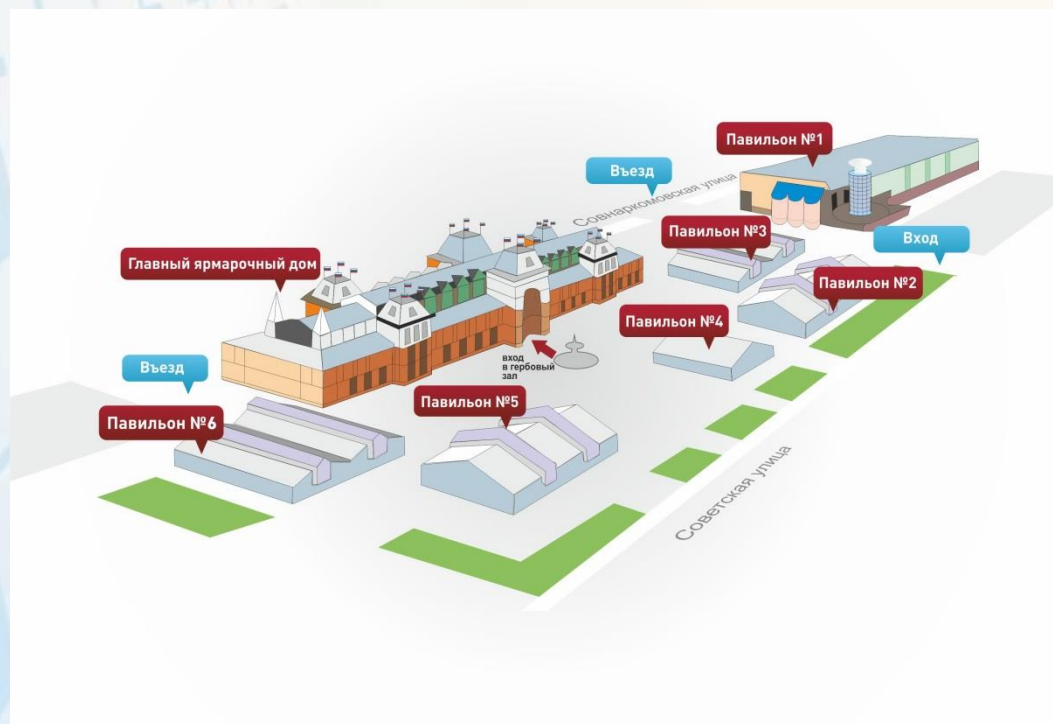 Павильон №1
Въезд
Совнаркомовская улица
Павильон №3
Вход
Главный ярмарочный дом
Павильон №2
Павильон №4
вход
в гербовый
зал
Въезд
Павильон №5
Павильон №6
Советская улица